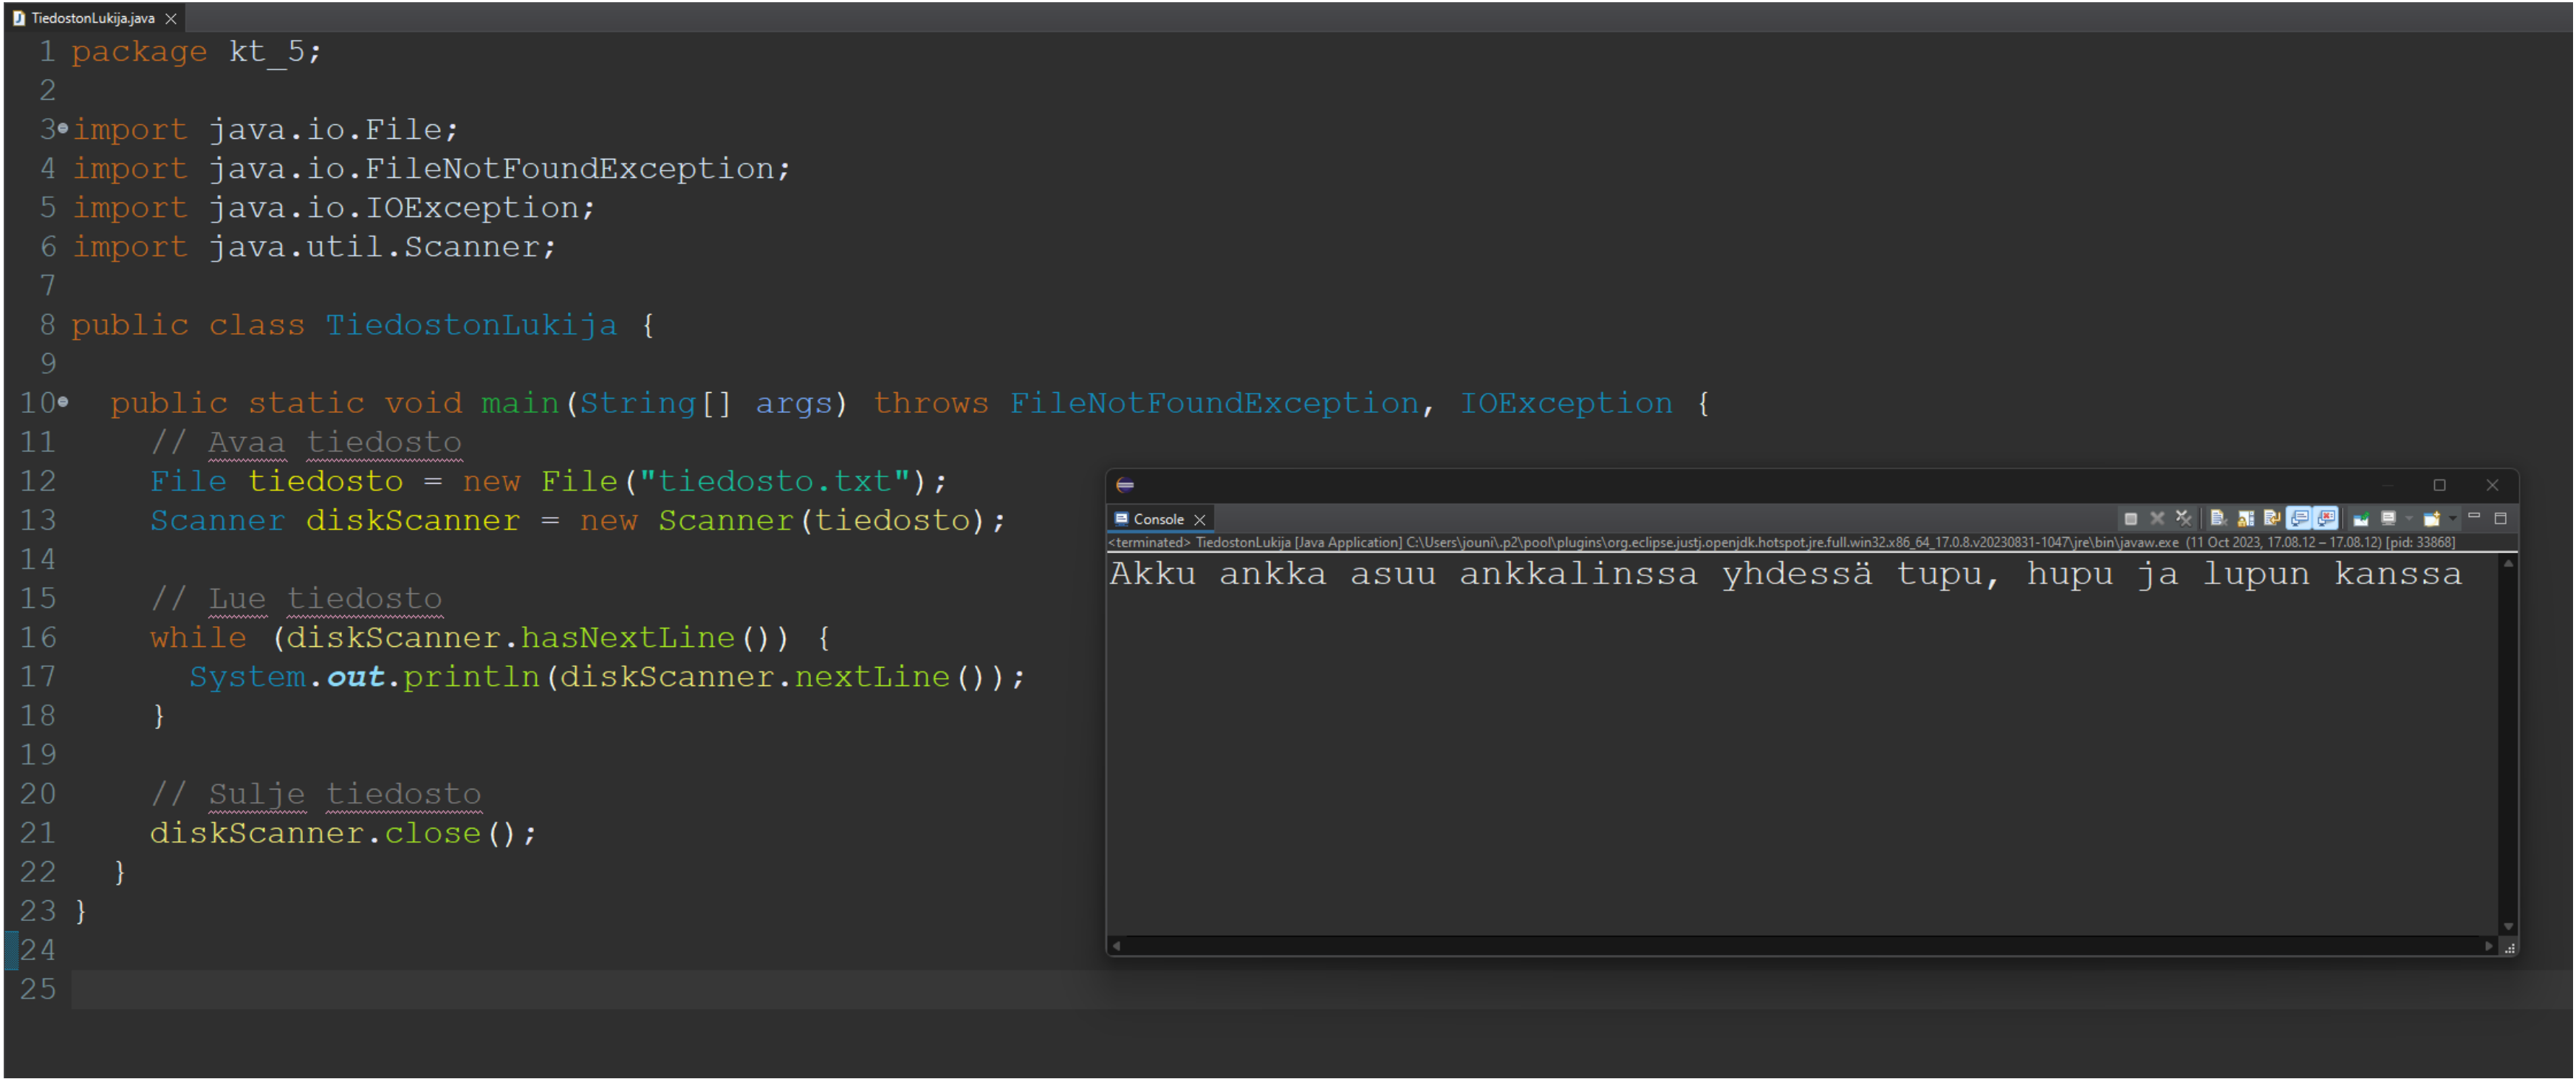 TiedostonLukija.java
1 package kt_5;
2
3 import java.io.File;
4 import java.io.FileNotFoundException;
5 import java.io.IOException;
6 import java.util.Scanner;
7
8 public class TiedostonLukija {
9
10 public static void main(String[] args) throws FileNotFoundException, IOException {
11 // Avaa tiedosto
12 File tiedosto = new File("tiedosto.txt");
13 Scanner diskScanner = new Scanner(tiedosto);
14
15 // Lue tiedosto
16 while (diskScanner.hasNextLine()) {
17 System.out.println(diskScanner.nextLine());
18 }
19
20 // Sulje tiedosto
21 diskScanner.close();
22 }
23 }
24
25
Console
<terminated> TiedostonLukija [Java Application] C:\Users\jouni\.p2\pool\plugins\org.eclipse.justj.openjdk.hotspot.jre.full.win32.x86_64_17.0.8.v20230831-1047\jre\bin\javaw.exe (11 Oct 2023, 17.08.12 – 17.08.12) [pid: 33868]
Akku ankka asuu ankkalinssa yhdessä tupu, hupu ja lupun kanssa